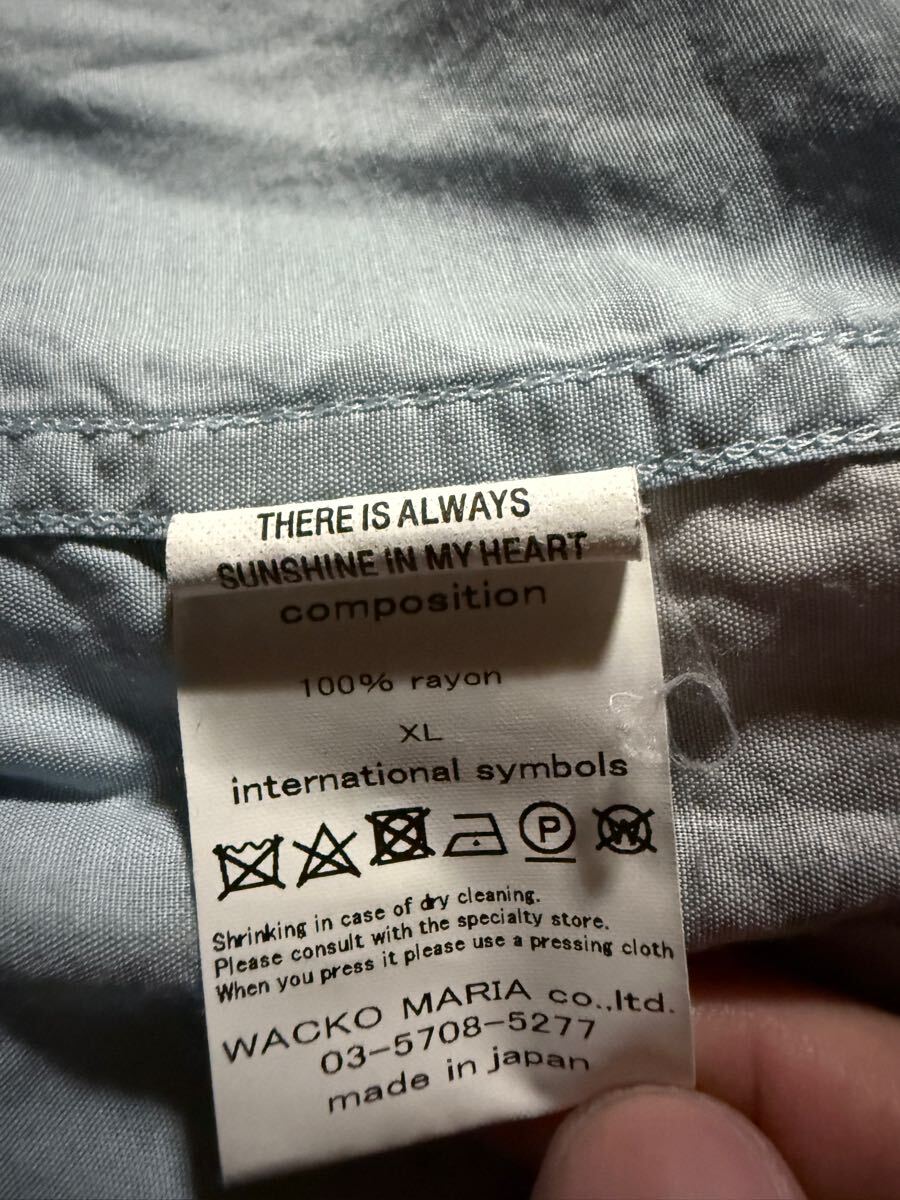 THERE IS ALWAYS
SUNSHINE IN MY HEART
composition
100% rayon
XL
international symbols
P W
Shrinking in case of dry cleaning.
Please consult with the specialty store.
When you press it please use a pressing cloth
WACKO MARIA co.,ltd.
03-5708-5277
made in japan